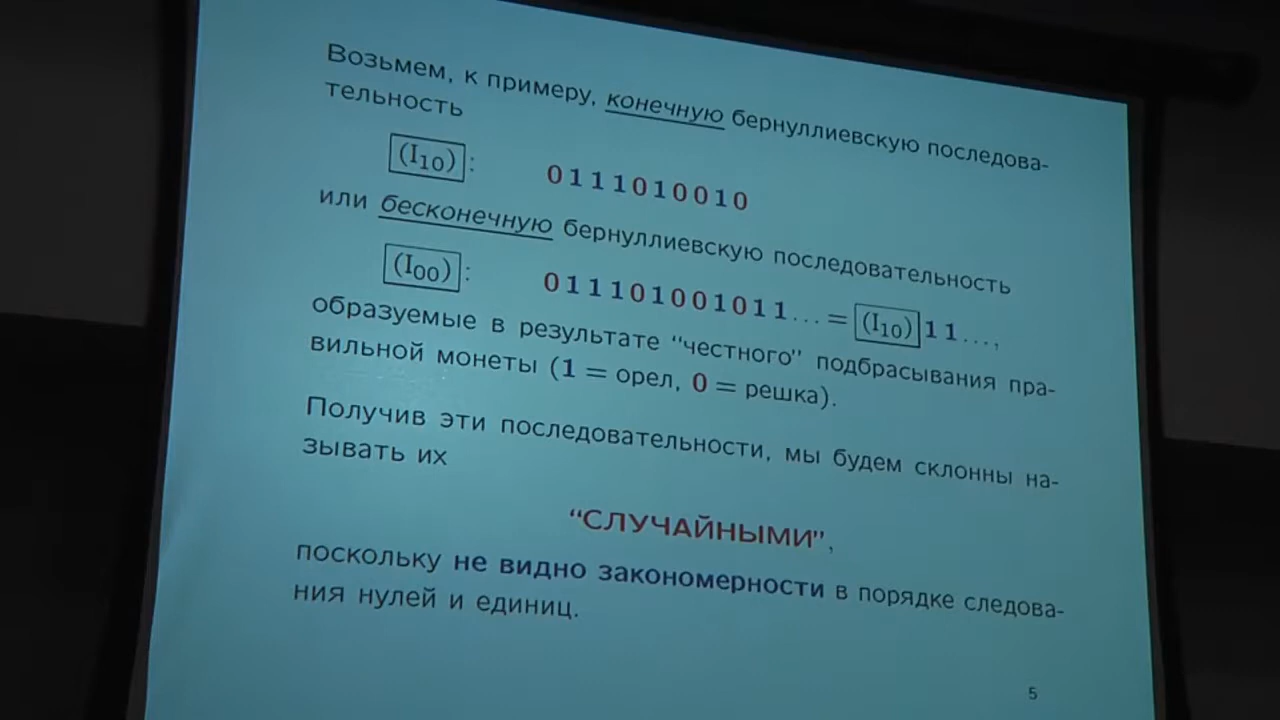 Возьмем, к примеру, конечную бернуллиевскую последова-
тельность
(I10): 0111010010
или бесконечную бернуллиевскую последовательность
(I00): 0111010010 11... = (I10) 11...,
образуемые в результате "честного" подбрасывания пра-
вильной монеты (1 = орел, 0 = решка).
Получив эти последовательности, мы будем склонны на-
зывать их
"СЛУЧАЙНЫМИ",
поскольку не видно закономерности в порядке следова-
ния нулей и единиц.
5